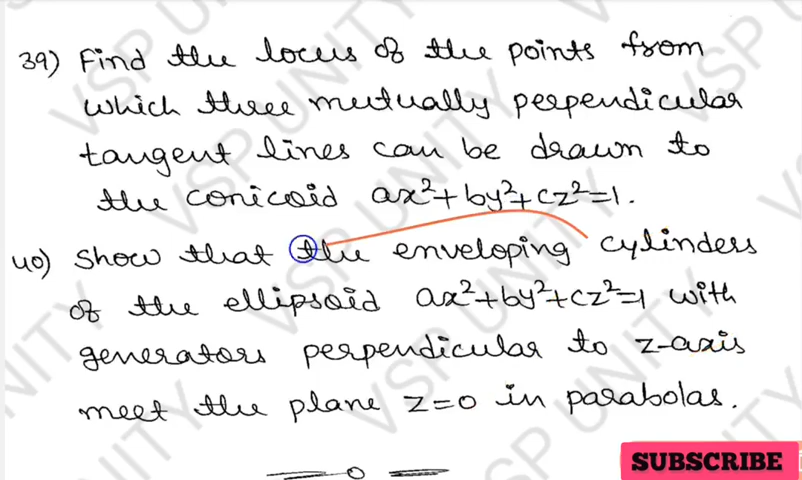 39) Find the locus of the points from
which three mutually perpendicular
tangent lines can be drawn to
the conicoid ax²+by²+cz²=1.
40) Show that the enveloping cylinders
of the ellipsoid ax²+by²+cz²=1 with
generators perpendicular to z-axis
meet the plane z=0 in parabolas.
SUBSCRIBE
VSP UNITY